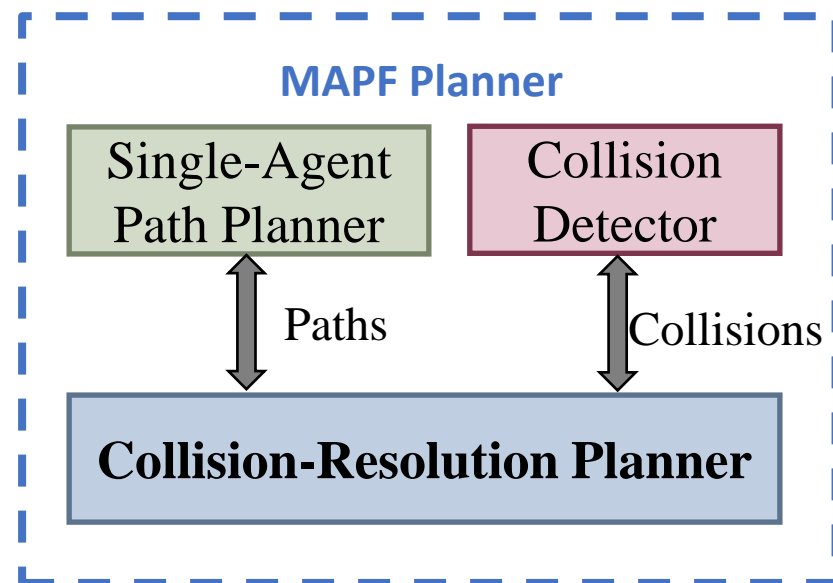 MAPF Planner
Single-Agent
Path Planner
Collision
Detector
Paths
Collisions
Collision-Resolution Planner